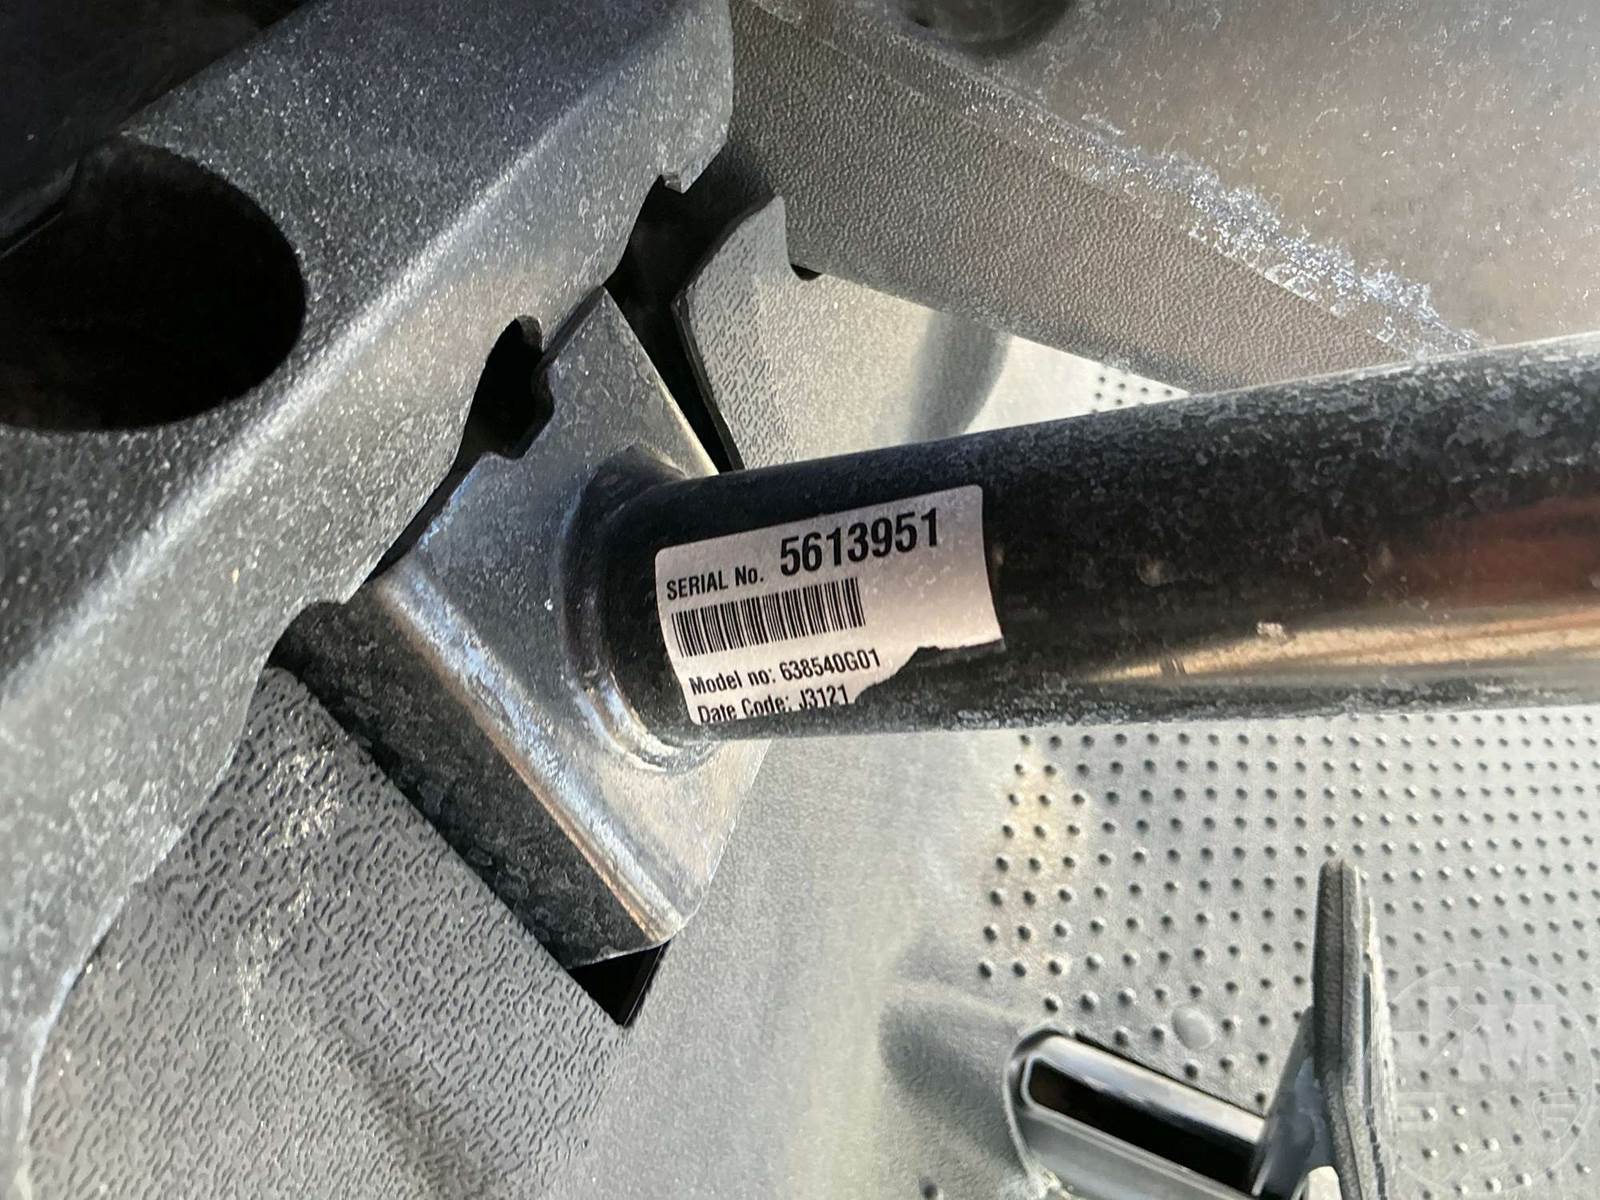 SERIAL No. 5613951
Model no: 638540G01
Date Code: J3121